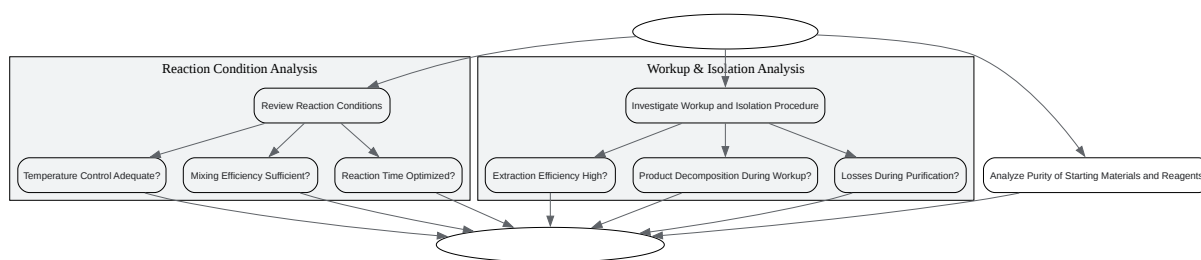 Reaction Condition Analysis
Workup & Isolation Analysis
Review Reaction Conditions
Investigate Workup and Isolation Procedure
Temperature Control Adequate?
Mixing Efficiency Sufficient?
Reaction Time Optimized?
Extraction Efficiency High?
Product Decomposition During Workup?
Losses During Purification?
Analyze Purity of Starting Materials and Reagents